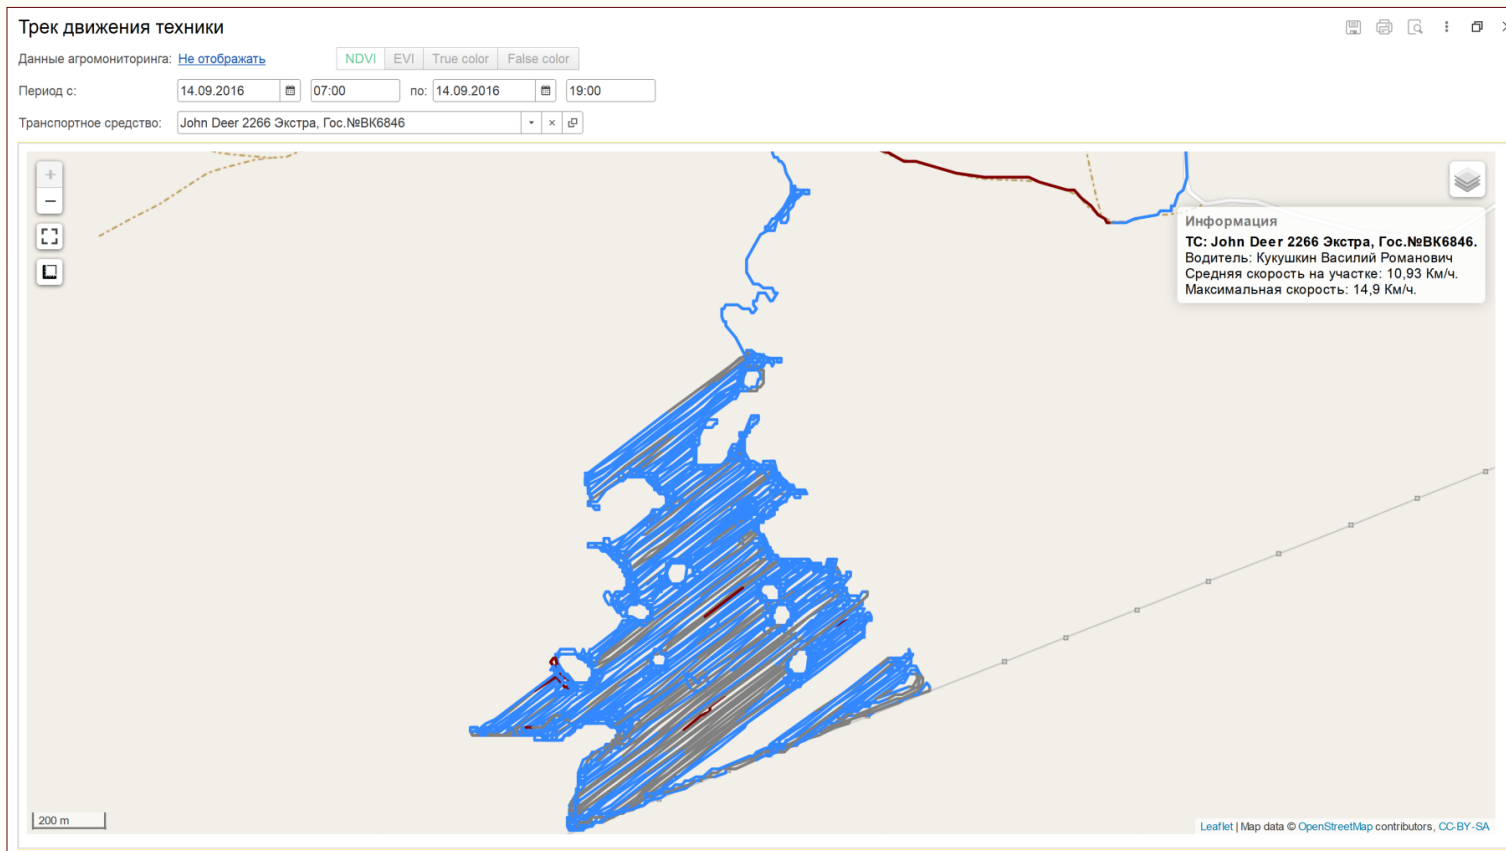 Трек движения техники
Данные агромониторинга: Не отображать NDVI EVI True color False color
Период с: 14.09.2016 07:00 по: 14.09.2016 19:00
Транспортное средство: John Deer 2266 Экстра, Гос.№ВК6846
Информация
ТС: John Deer 2266 Экстра, Гос.№ВК6846.
Водитель: Кукушкин Василий Романович
Средняя скорость на участке: 10,93 Км/ч.
Максимальная скорость: 14,9 Км/ч.
200 m
Leaflet | Map data © OpenStreetMap contributors, CC-BY-SA